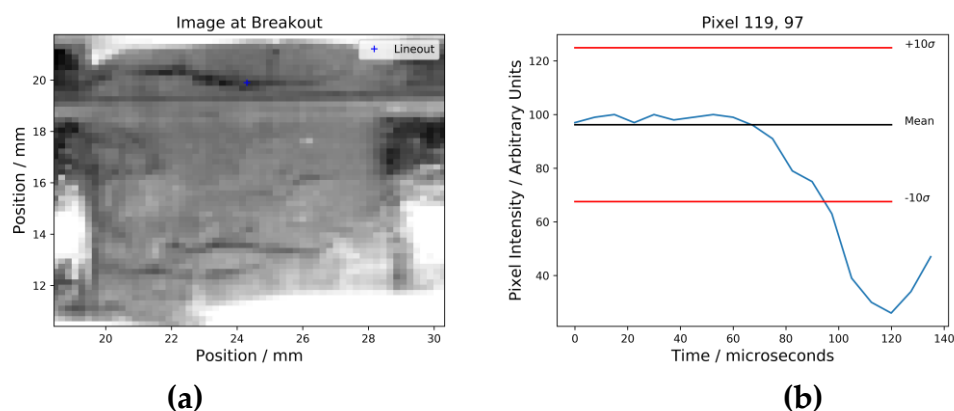 Image at Breakout
Lineout
20
18
16
14
12
20
22
24
26
28
30
Position / mm
Position / mm
(a)
Pixel 119, 97
120
100
80
60
40
0
20
40
60
80
100
120
140
+10σ
Mean
-10σ
Pixel Intensity / Arbitrary Units
Time / microseconds
(b)